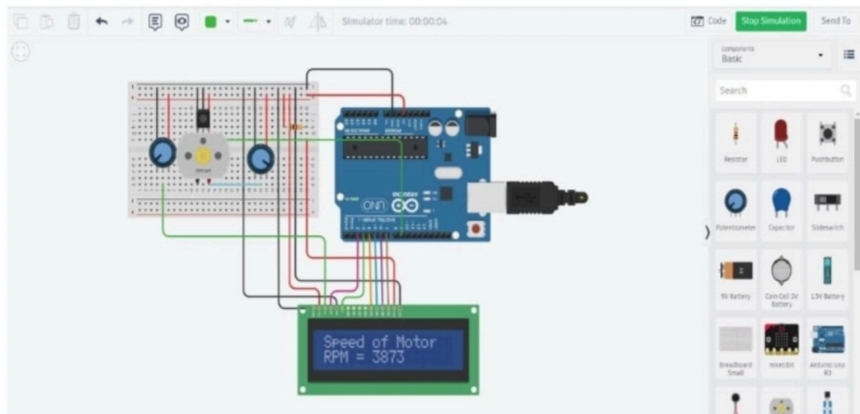 Simulator time: 00:00:04
Code
Stop Simulation
Send To
Components
Basic
Search
Resistor
LED
Pushbutton
Potentiometer
Capacitor
Slideswitch
9V Battery
Coin Cell 3V
Battery
1.5V Battery
Breadboard
Small
micro:bit
Arduino Uno
R3
UNO
Speed of Motor
RPM = 3873